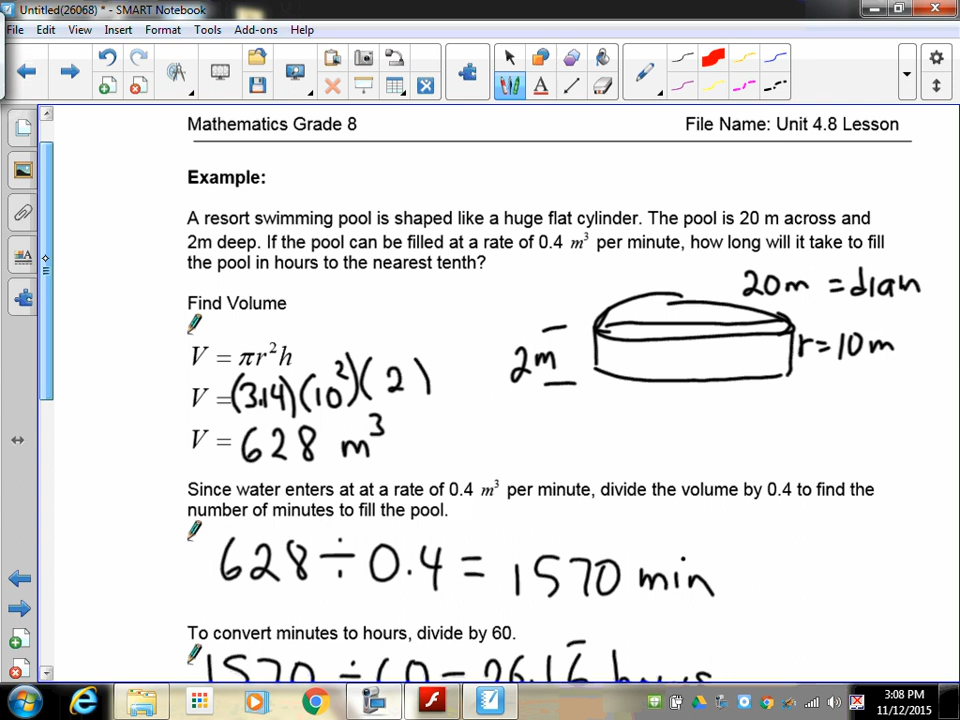 Untitled(26068) * - SMART Notebook
File Edit View Insert Format Tools Add-ons Help
Mathematics Grade 8 File Name: Unit 4.8 Lesson
Example:
A resort swimming pool is shaped like a huge flat cylinder. The pool is 20 m across and
2m deep. If the pool can be filled at a rate of 0.4 m³ per minute, how long will it take to fill
the pool in hours to the nearest tenth?
20m = diam
Find Volume
2m
r = 10 m
V = πr²h
V = (3.14)(10²)(2)
V = 628 m³
Since water enters at at a rate of 0.4 m³ per minute, divide the volume by 0.4 to find the
number of minutes to fill the pool.
628 ÷ 0.4 = 1570 min
To convert minutes to hours, divide by 60.
1570 ÷ 60 = 26.16̅ hours
3:08 PM
11/12/2015